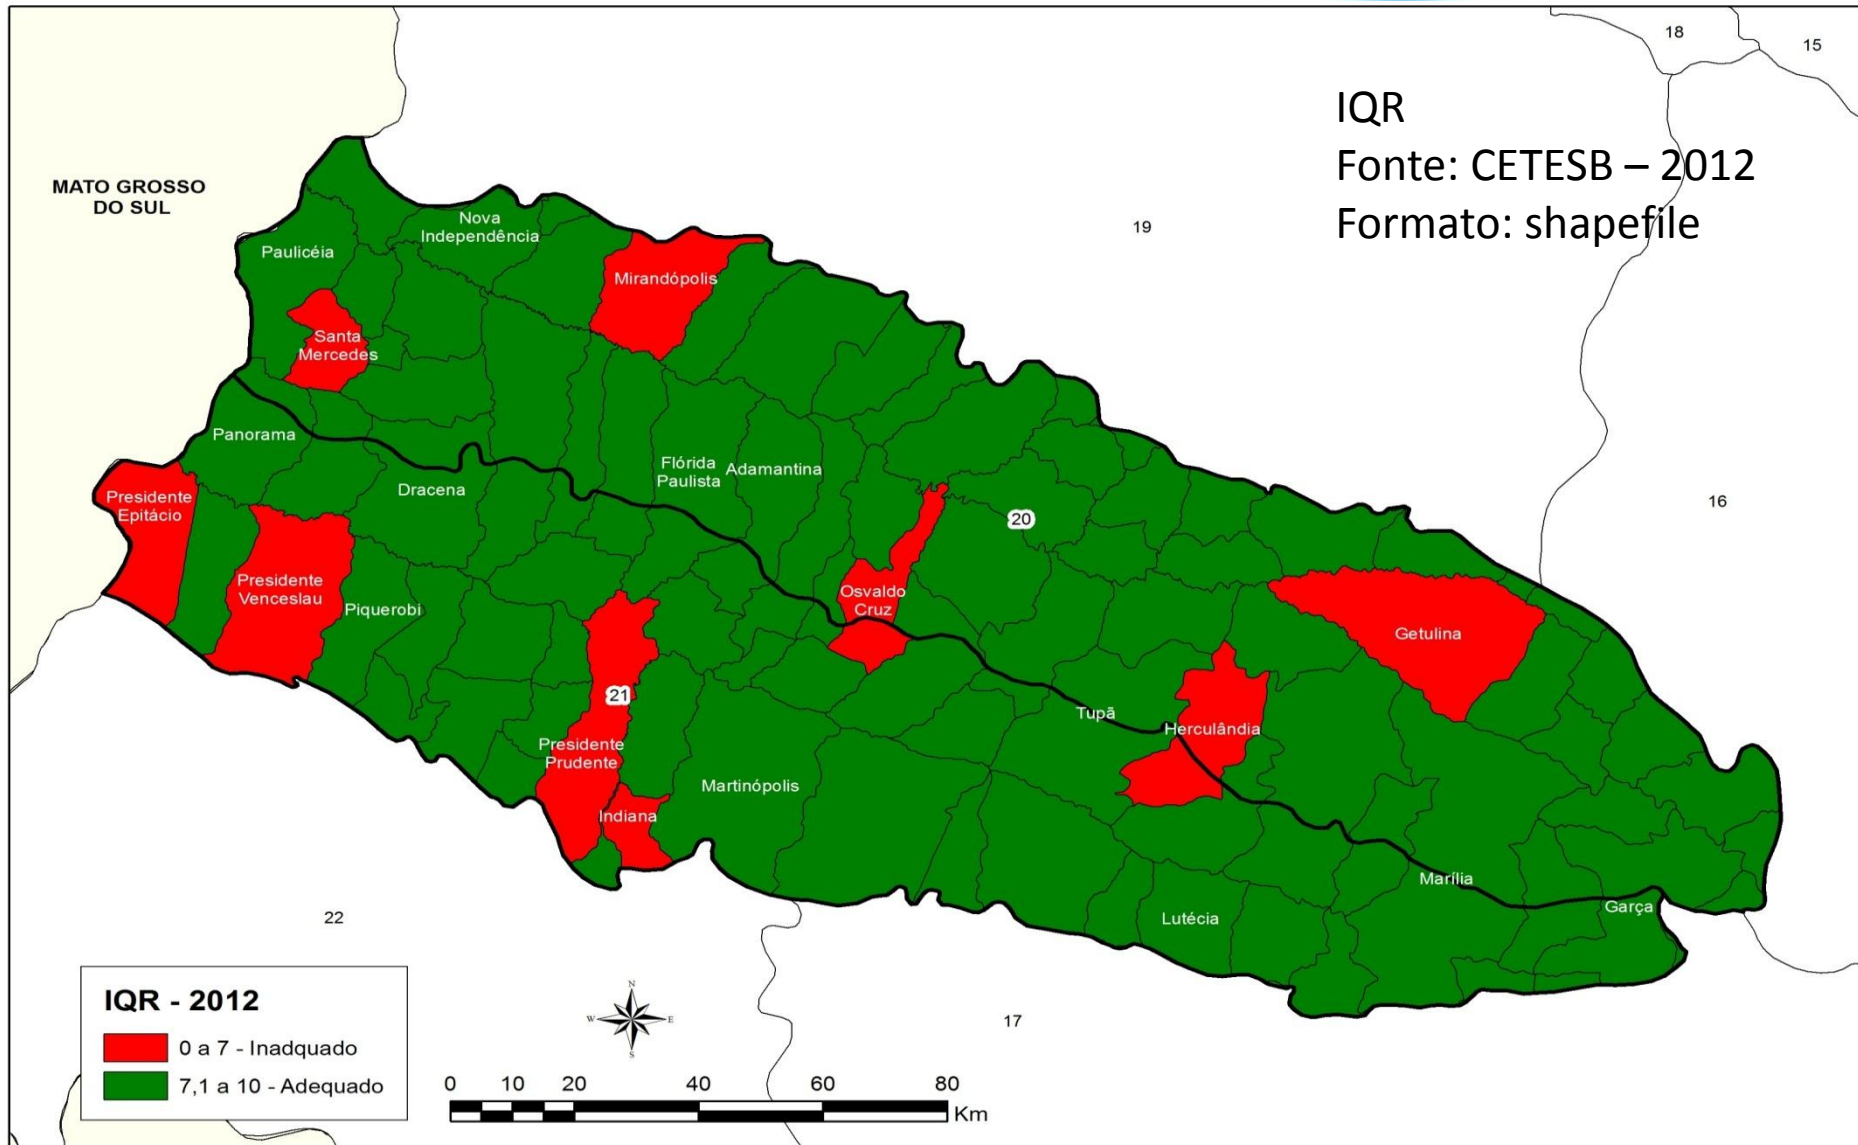 18
15
IQR
Fonte: CETESB – 2012
Formato: shapefile
MATO GROSSO
DO SUL
19
Nova
Independência
Paulicéia
Mirandópolis
Santa
Mercedes
Panorama
Flórida
Paulista
Adamantina
Dracena
Presidente
Epitácio
16
20
Presidente
Venceslau
Piquerobi
Osvaldo
Cruz
Getulina
21
Tupã
Herculândia
Presidente
Prudente
Martinópolis
Indiana
Marília
Garça
Lutécia
22
17
IQR - 2012
0 a 7 - Inadquado
7,1 a 10 - Adequado
N
W E
S
0 10 20 40 60 80
Km